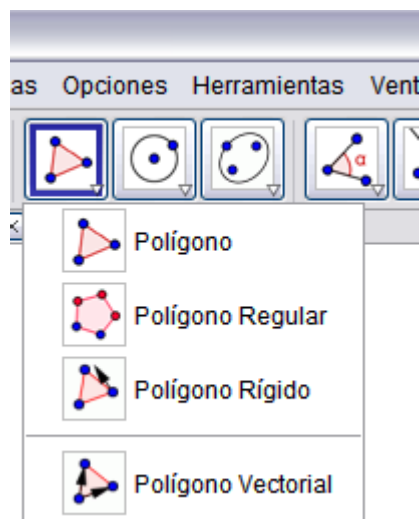 as Opciones Herramientas Vent
α
Polígono
Polígono Regular
Polígono Rígido
Polígono Vectorial